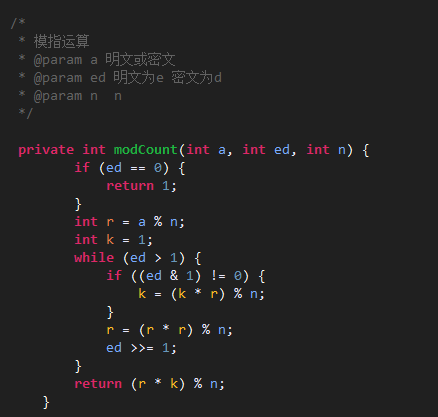 /*
 * 模指运算
 * @param a 明文或密文
 * @param ed 明文为e 密文为d
 * @param n  n
 */
private int modCount(int a, int ed, int n) {
        if (ed == 0) {
            return 1;
        }
        int r = a % n;
        int k = 1;
        while (ed > 1) {
            if ((ed & 1) != 0) {
                k = (k * r) % n;
            }
            r = (r * r) % n;
            ed >>= 1;
        }
        return (r * k) % n;
    }